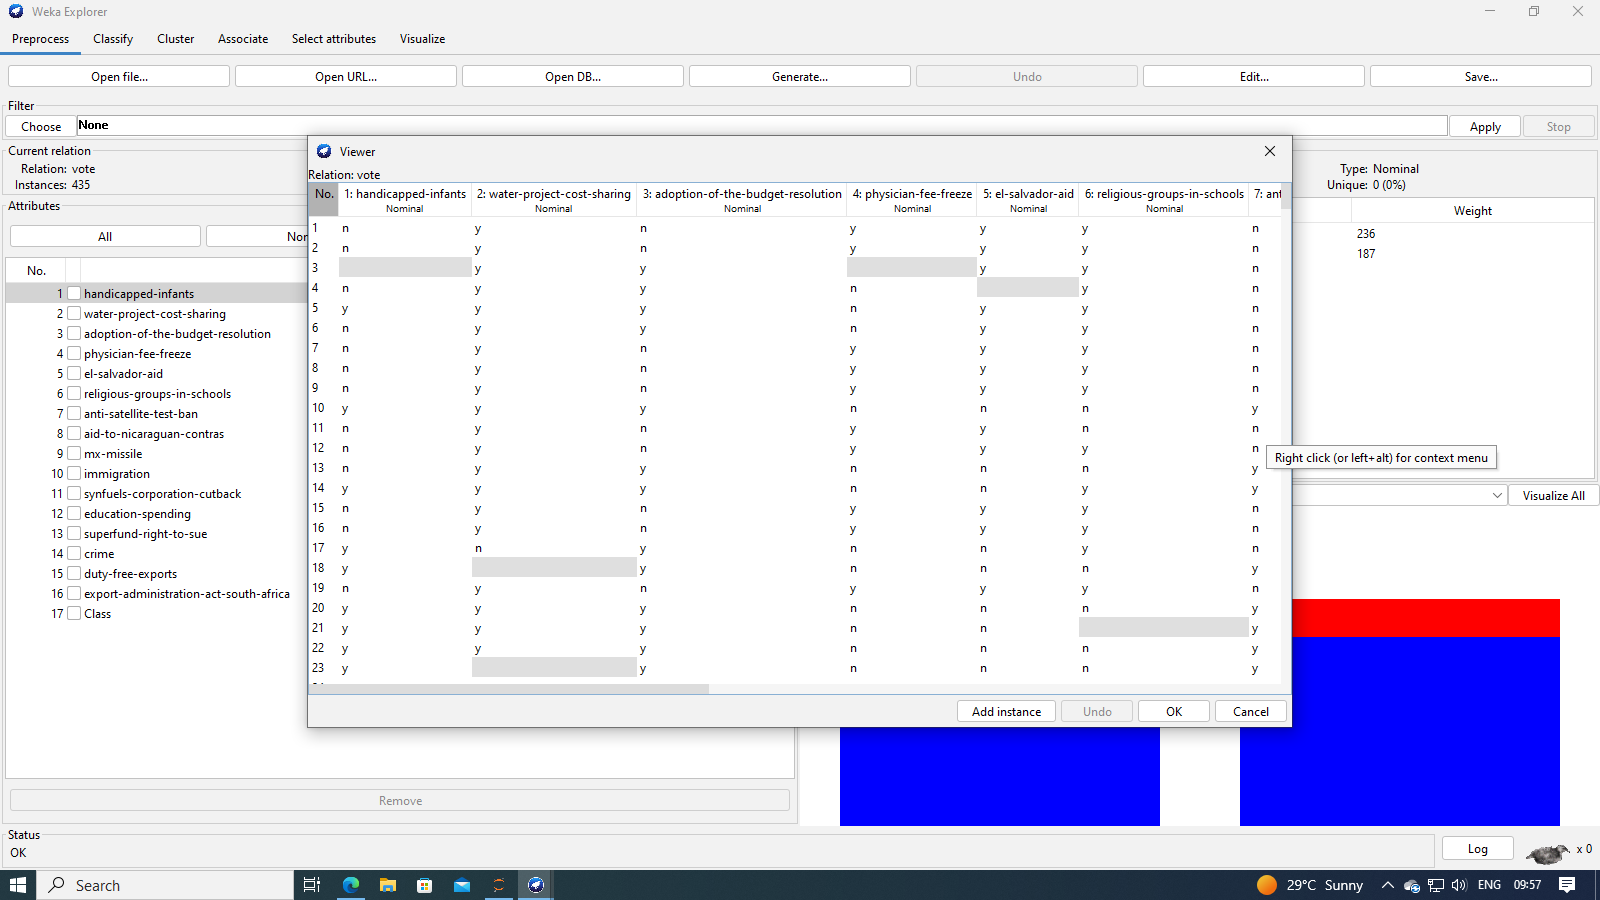 Weka Explorer
Preprocess Classify Cluster Associate Select attributes Visualize
Open file... Open URL... Open DB... Generate... Undo Edit... Save...
Filter
Choose None Apply Stop
Current relation
Relation: vote
Instances: 435
Type: Nominal
Unique: 0 (0%)
Attributes
All Non
No.
1 handicapped-infants
2 water-project-cost-sharing
3 adoption-of-the-budget-resolution
4 physician-fee-freeze
5 el-salvador-aid
6 religious-groups-in-schools
7 anti-satellite-test-ban
8 aid-to-nicaraguan-contras
9 mx-missile
10 immigration
11 synfuels-corporation-cutback
12 education-spending
13 superfund-right-to-sue
14 crime
15 duty-free-exports
16 export-administration-act-south-africa
17 Class
Remove
Viewer
Relation: vote
No. 1: handicapped-infants 2: water-project-cost-sharing 3: adoption-of-the-budget-resolution 4: physician-fee-freeze 5: el-salvador-aid 6: religious-groups-in-schools 7: ant
Nominal Nominal Nominal Nominal Nominal Nominal
1 n y n y y y n
2 n y n y y y n
3 y y y y n
4 n y y n y n
5 y y y n y y n
6 n y y n y y n
7 n y n y y y n
8 n y n y y y n
9 n y n y y y n
10 y y y n n n y
11 n y n y y n n
12 n y n y y y n
13 n y y n n n y
14 y y y n n y y
15 n y n y y y n
16 n y n y y y n
17 y n y n n y n
18 y y n n n y
19 n y n y y y n
20 y y y n n n y
21 y y y n n y
22 y y y n n n y
23 y y n n n y
Add instance Undo OK Cancel
Weight
236
187
Right click (or left+alt) for context menu
Visualize All
Status
OK
Log x 0
Search 29°C Sunny ENG 09:57